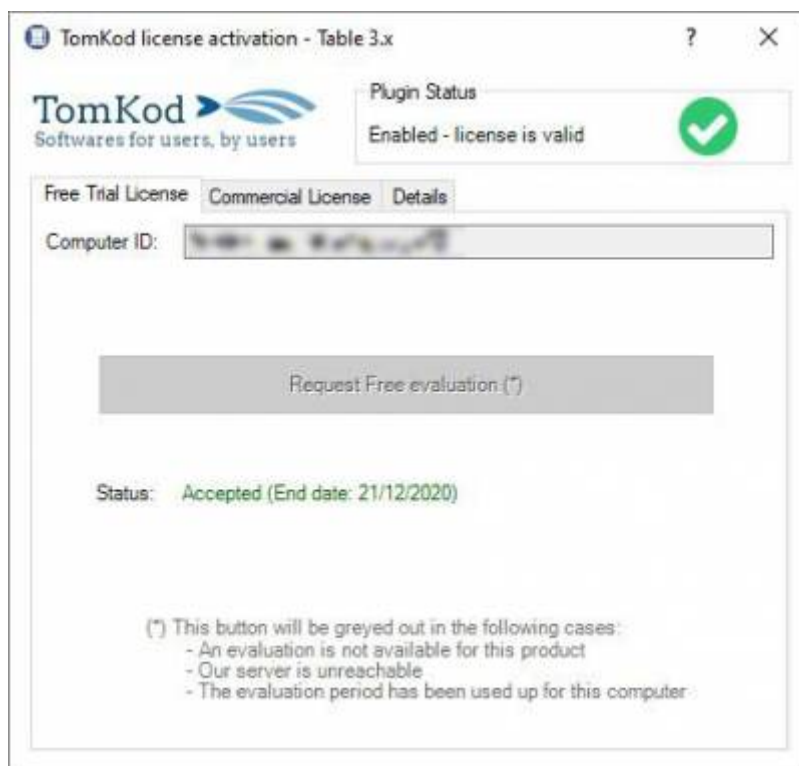 TomKod license activation - Table 3.x
?
TomKod
Softwares for users, by users
Plugin Status
Enabled - license is valid
Free Trial License
Commercial License
Details
Computer ID:
Request Free evaluation (*)
Status: Accepted (End date: 21/12/2020)
(*) This button will be greyed out in the following cases:
- An evaluation is not available for this product
- Our server is unreachable
- The evaluation period has been used up for this computer